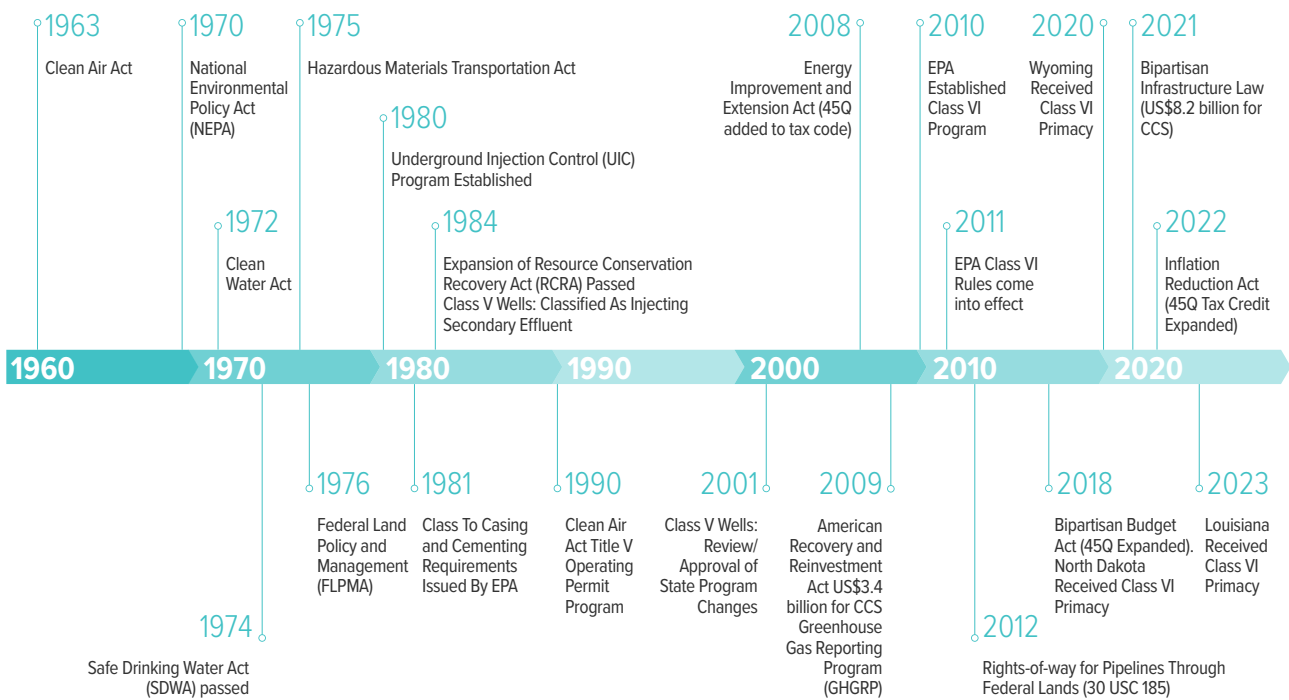 1963
Clean Air Act
1970
National
Environmental
Policy Act
(NEPA)
1975
Hazardous Materials Transportation Act
1980
Underground Injection Control (UIC)
Program Established
1972
Clean
Water Act
1984
Expansion of Resource Conservation
Recovery Act (RCRA) Passed
Class V Wells: Classified As Injecting
Secondary Effluent
2008
Energy
Improvement and
Extension Act (45Q
added to tax code)
2010
EPA
Established
Class VI
Program
2020
Wyoming
Received
Class VI
Primacy
2021
Bipartisan
Infrastructure Law
(US$8.2 billion for
CCS)
2011
EPA Class VI
Rules come
into effect
2022
Inflation
Reduction Act
(45Q Tax Credit
Expanded)
1960
1970
1980
1990
2000
2010
2020
1974
Safe Drinking Water Act
(SDWA) passed
1976
Federal Land
Policy and
Management
(FLPMA)
1981
Class To Casing
and Cementing
Requirements
Issued By EPA
1990
Clean Air
Act Title V
Operating
Permit
Program
2001
Class V Wells:
Review/
Approval of
State Program
Changes
2009
American
Recovery and
Reinvestment
Act US$3.4
billion for CCS
Greenhouse
Gas Reporting
Program
(GHGRP)
2012
Rights-of-way for Pipelines Through
Federal Lands (30 USC 185)
2018
Bipartisan Budget
Act (45Q Expanded).
North Dakota
Received Class VI
Primacy
2023
Louisiana
Received
Class VI
Primacy